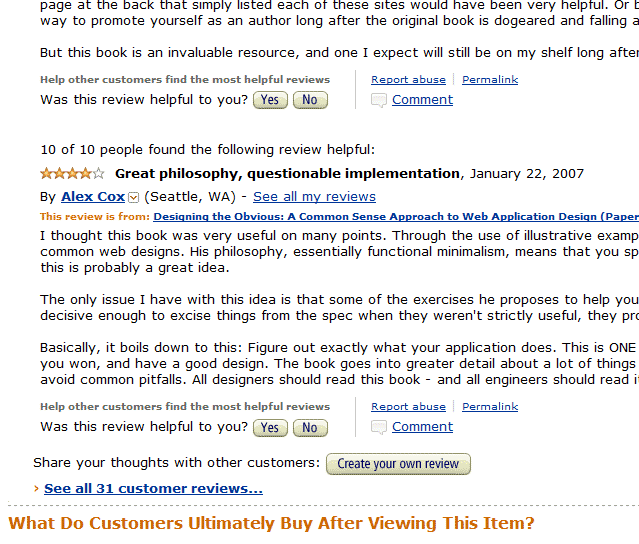 page at the back that simply listed each of these sites would have been very helpful. Or
way to promote yourself as an author long after the original book is dogeared and falling
But this book is an invaluable resource, and one I expect will still be on my shelf long after
Help other customers find the most helpful reviews
Report abuse | Permalink
Was this review helpful to you? Yes No
Comment
10 of 10 people found the following review helpful:
Great philosophy, questionable implementation, January 22, 2007
By Alex Cox (Seattle, WA) - See all my reviews
This review is from: Designing the Obvious: A Common Sense Approach to Web Application Design (Paper
I thought this book was very useful on many points. Through the use of illustrative examp
common web designs. His philosophy, essentially functional minimalism, means that you sp
this is probably a great idea.
The only issue I have with this idea is that some of the exercises he proposes to help you
decisive enough to excise things from the spec when they weren't strictly useful, they pro
Basically, it boils down to this: Figure out exactly what your application does. This is ONE
you won, and have a good design. The book goes into greater detail about a lot of things
avoid common pitfalls. All designers should read this book - and all engineers should read
Help other customers find the most helpful reviews
Report abuse | Permalink
Was this review helpful to you? Yes No
Comment
Share your thoughts with other customers: Create your own review
› See all 31 customer reviews...
What Do Customers Ultimately Buy After Viewing This Item?